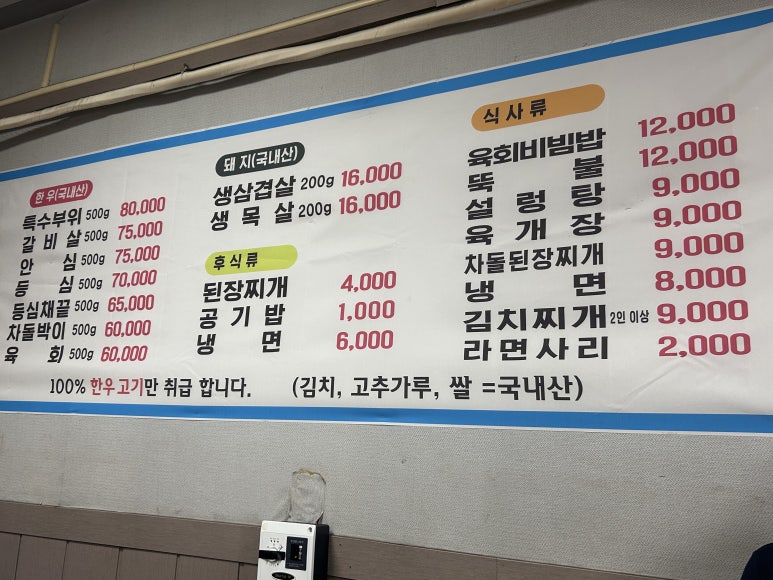 한우(국내산)
특수부위 500g 80,000
갈비살 500g 75,000
안심 500g 75,000
등심 500g 70,000
등심채끝 500g 65,000
차돌박이 500g 60,000
육회 500g 60,000
돼지(국내산)
생삼겹살 200g 16,000
생목살 200g 16,000
후식류
된장찌개 4,000
공기밥 1,000
냉면 6,000
식사류
육회비빔밥 12,000
뚝불 12,000
설렁탕 9,000
육개장 9,000
차돌된장찌개 9,000
냉면 8,000
김치찌개 2인 이상 9,000
라면사리 2,000
100% 한우고기만 취급 합니다. (김치, 고추가루, 쌀 =국내산)